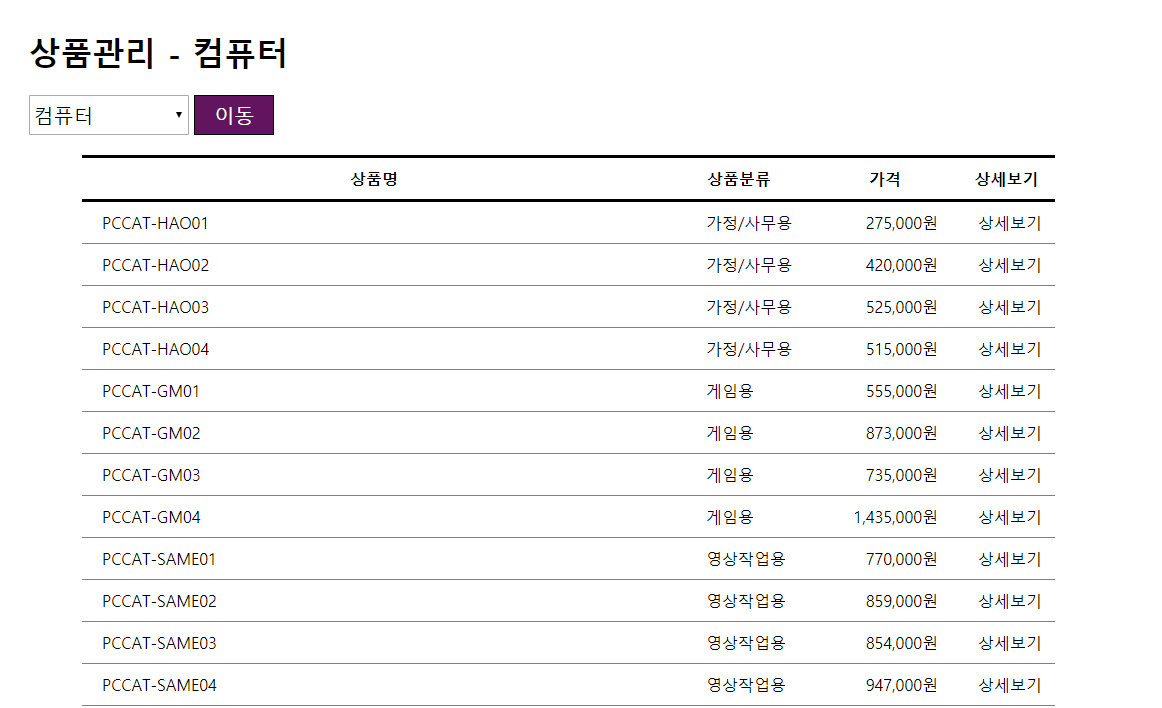 상품관리 - 컴퓨터
컴퓨터 이동
상품명 상품분류 가격 상세보기
PCCAT-HAO01 가정/사무용 275,000원 상세보기
PCCAT-HAO02 가정/사무용 420,000원 상세보기
PCCAT-HAO03 가정/사무용 525,000원 상세보기
PCCAT-HAO04 가정/사무용 515,000원 상세보기
PCCAT-GM01 게임용 555,000원 상세보기
PCCAT-GM02 게임용 873,000원 상세보기
PCCAT-GM03 게임용 735,000원 상세보기
PCCAT-GM04 게임용 1,435,000원 상세보기
PCCAT-SAME01 영상작업용 770,000원 상세보기
PCCAT-SAME02 영상작업용 859,000원 상세보기
PCCAT-SAME03 영상작업용 854,000원 상세보기
PCCAT-SAME04 영상작업용 947,000원 상세보기